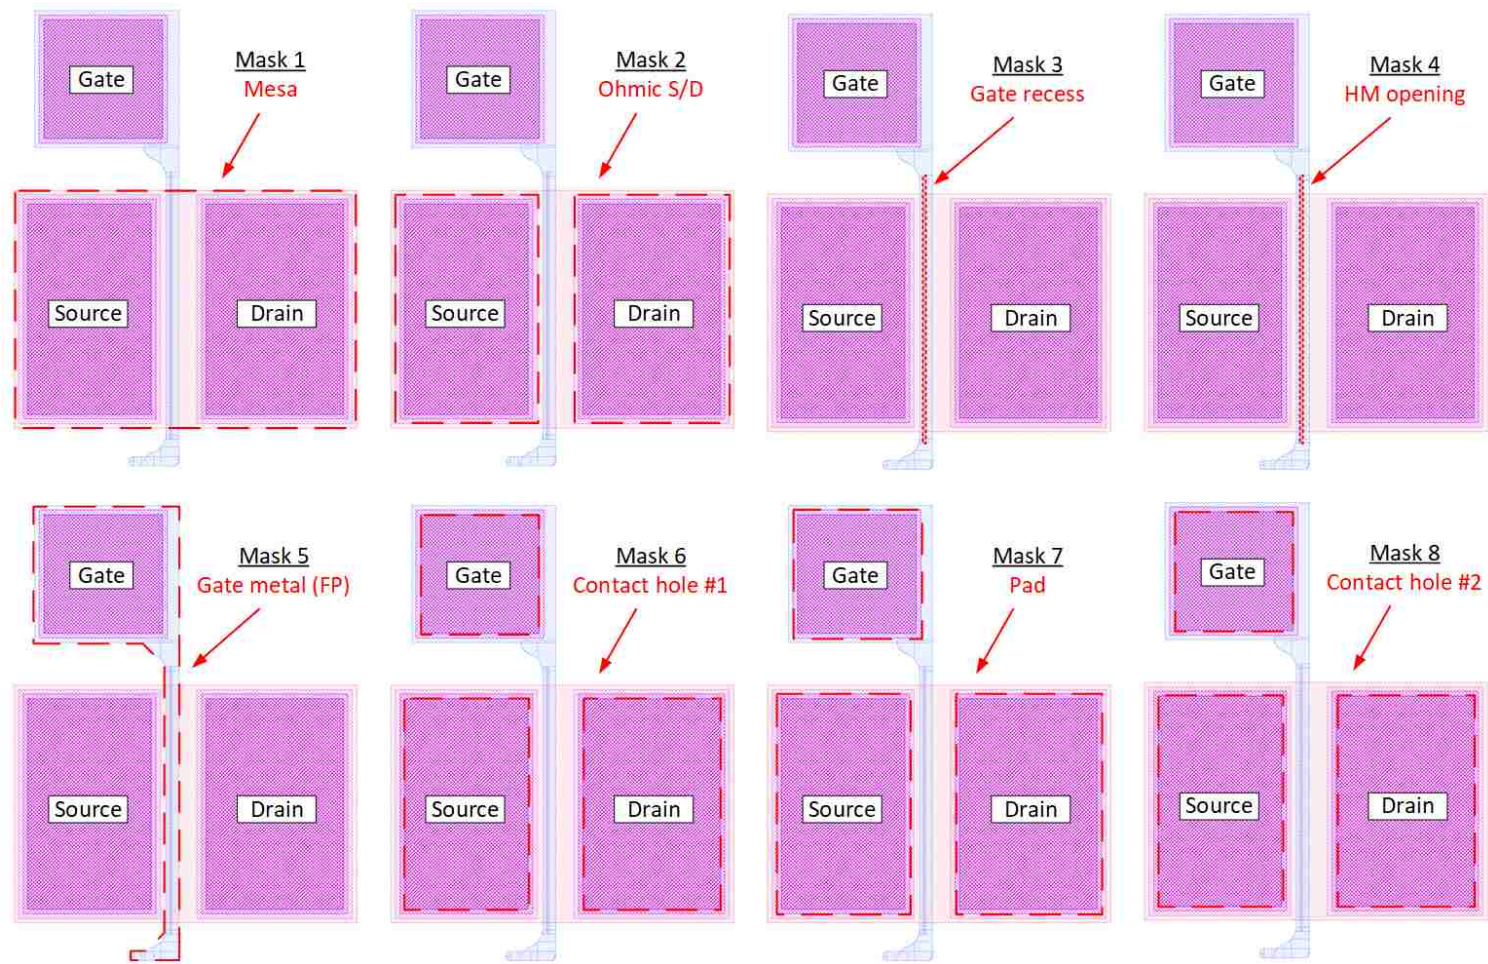 Mask 1
Mesa
Gate
Source
Drain
Mask 2
Ohmic S/D
Gate
Source
Drain
Mask 3
Gate recess
Gate
Source
Drain
Mask 4
HM opening
Gate
Source
Drain
Mask 5
Gate metal (FP)
Gate
Source
Drain
Mask 6
Contact hole #1
Gate
Source
Drain
Mask 7
Pad
Gate
Source
Drain
Mask 8
Contact hole #2
Gate
Source
Drain